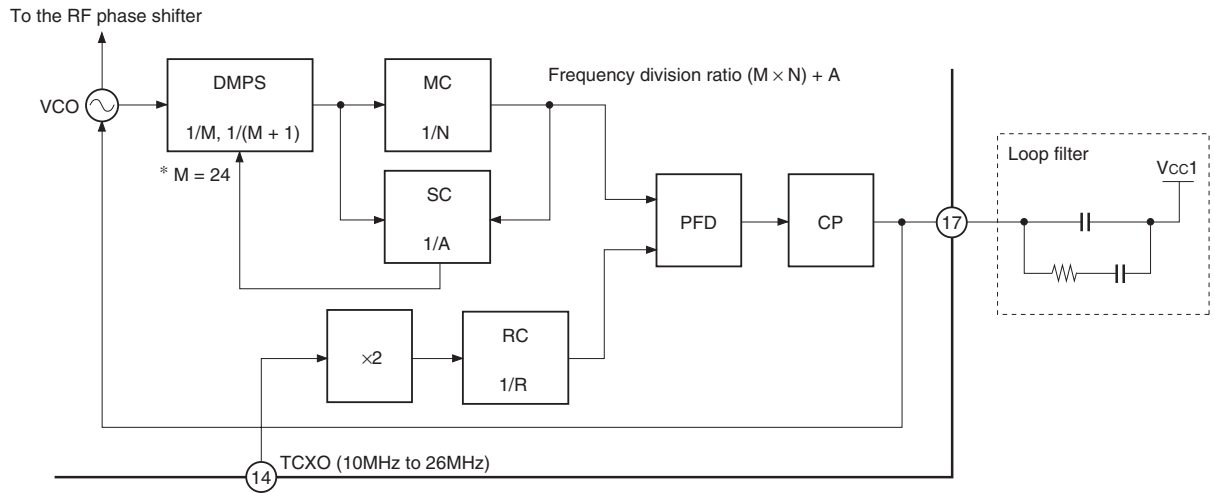 To the RF phase shifter
VCO
DMPS
1/M, 1/(M + 1)
* M = 24
MC
1/N
Frequency division ratio (M × N) + A
SC
1/A
PFD
CP
17
Loop filter
VCC1
×2
RC
1/R
14
TCXO (10MHz to 26MHz)